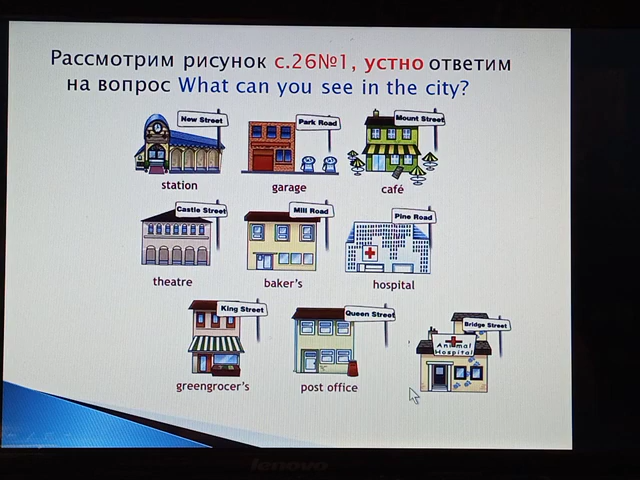 Рассмотрим рисунок с.26№1, устно ответим
на вопрос What can you see in the city?
New Street
Park Road
Mount Street
station
garage
café
Castle Street
Mill Road
Pine Road
theatre
baker's
hospital
King Street
Queen Street
Bridge Street
Animal
Hospital
greengrocer's
post office
lenovo